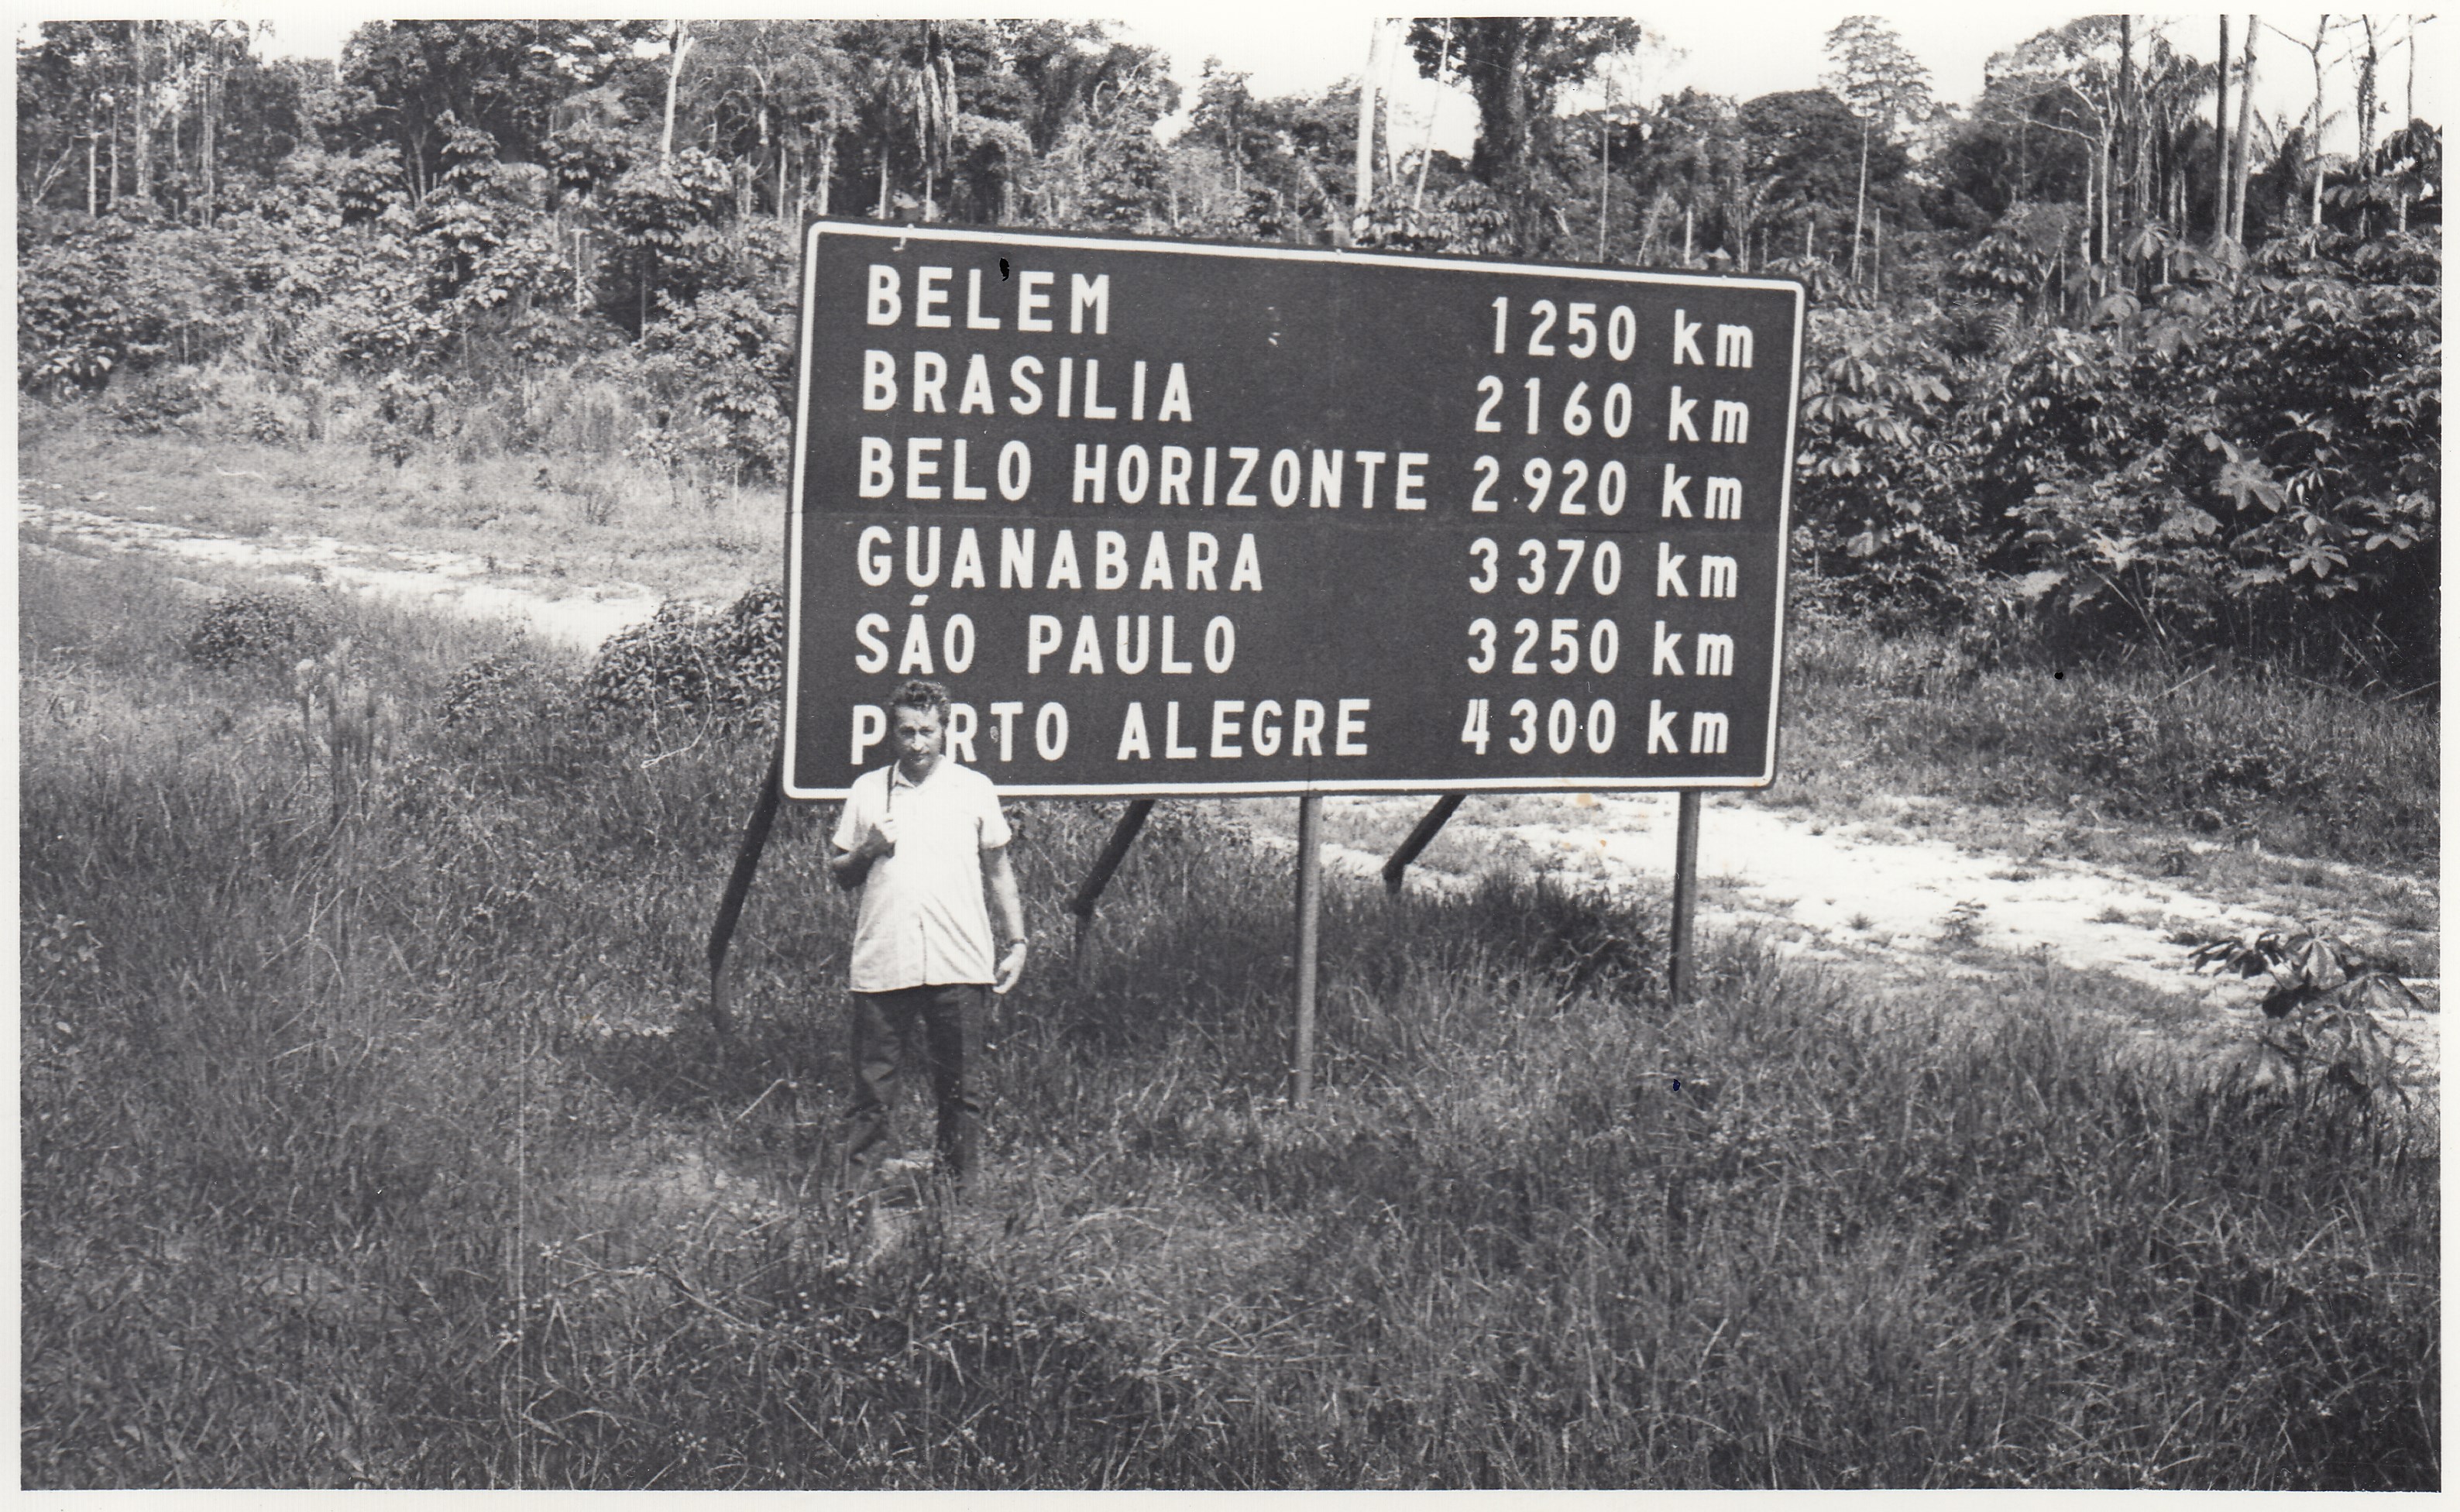 BELEM 1250 km
BRASILIA 2160 km
BELO HORIZONTE 2920 km
GUANABARA 3370 km
SÃO PAULO 3250 km
P RTO ALEGRE 4300 km